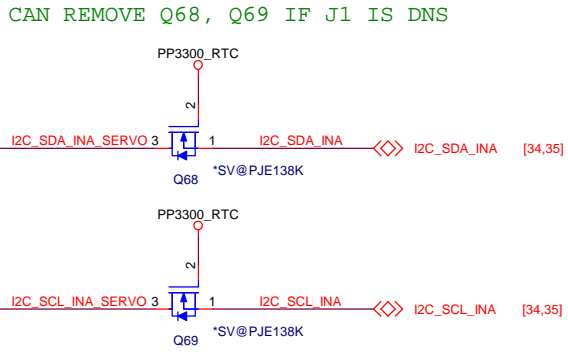 CAN REMOVE Q68, Q69 IF J1 IS DNS
PP3300_RTC
2
I2C_SDA_INA_SERVO 3 1 I2C_SDA_INA I2C_SDA_INA [34,35]
Q68 *SV@PJE138K
PP3300_RTC
2
I2C_SCL_INA_SERVO 3 1 I2C_SCL_INA I2C_SCL_INA [34,35]
Q69 *SV@PJE138K